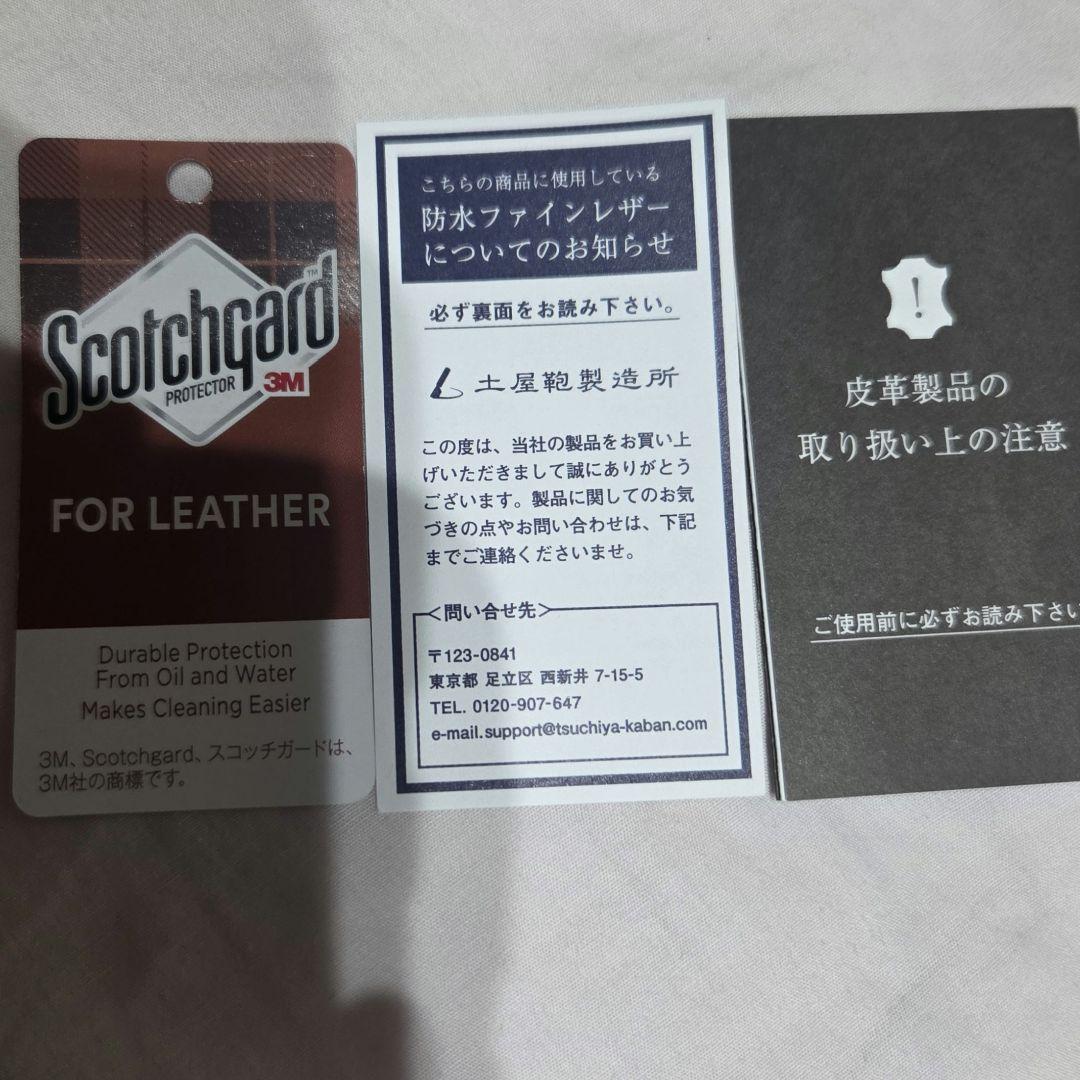 Scotchgard™
PROTECTOR 3M
FOR LEATHER
Durable Protection
From Oil and Water
Makes Cleaning Easier
3M、Scotchgard、スコッチガードは、
3M社の商標です。
こちらの商品に使用している
防水ファインレザー
についてのお知らせ
必ず裏面をお読み下さい。
土屋鞄製造所
この度は、当社の製品をお買い上
げいただきまして誠にありがとう
ございます。製品に関してのお気
づきの点やお問い合わせは、下記
までご連絡くださいませ。
<問い合せ先>
〒123-0841
東京都 足立区 西新井 7-15-5
TEL. 0120-907-647
e-mail.support@tsuchiya-kaban.com
!
皮革製品の
取り扱い上の注意
ご使用前に必ずお読み下さい